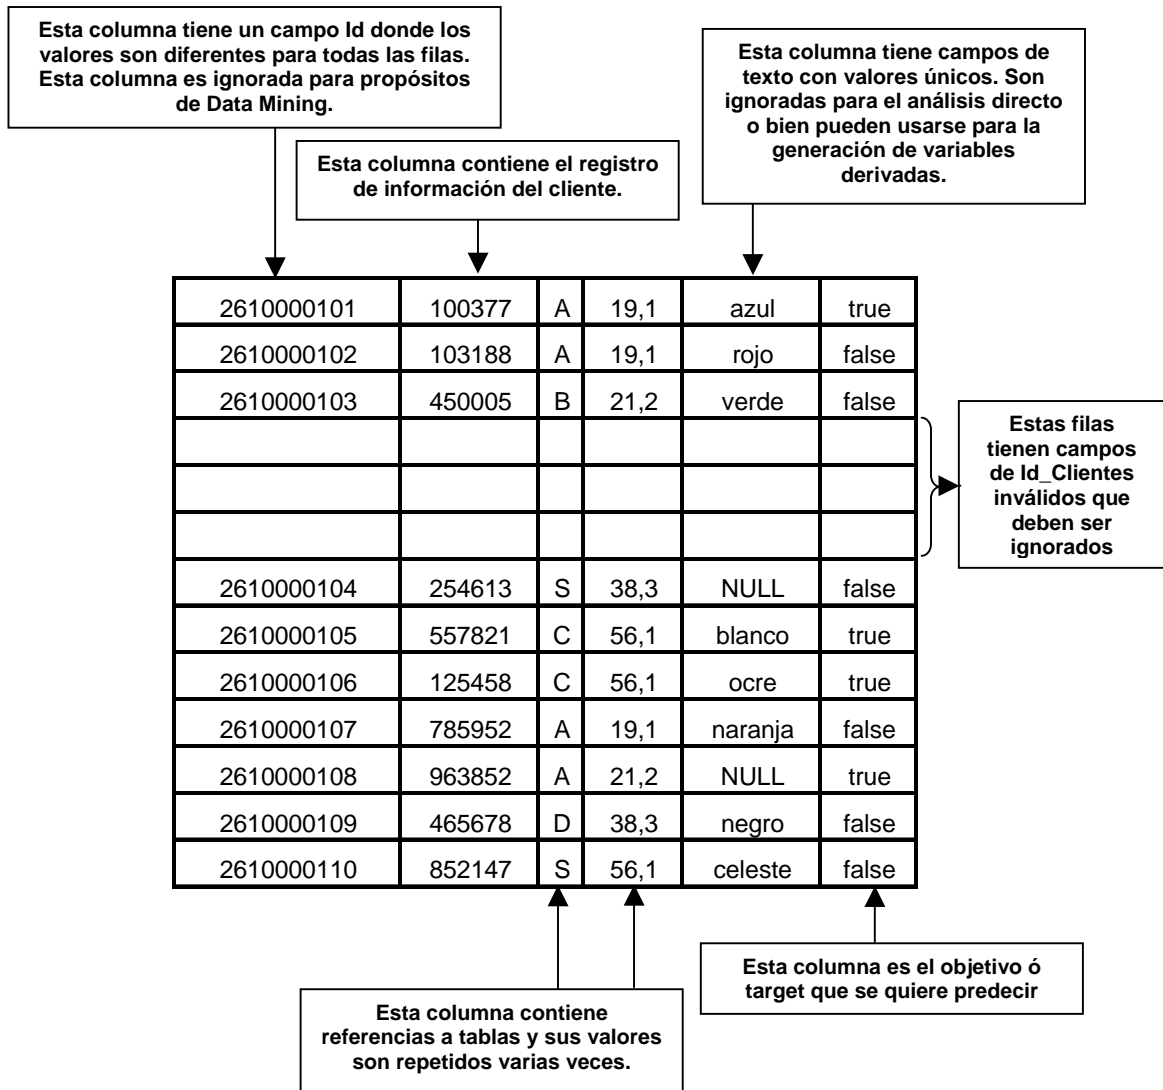 Esta columna tiene un campo Id donde los
valores son diferentes para todas las filas.
Esta columna es ignorada para propósitos
de Data Mining.
Esta columna contiene el registro
de información del cliente.
Esta columna tiene campos de
texto con valores únicos. Son
ignoradas para el análisis directo
o bien pueden usarse para la
generación de variables
derivadas.
2610000101 100377 A 19,1 azul true
2610000102 103188 A 19,1 rojo false
2610000103 450005 B 21,2 verde false
Estas filas
tienen campos
de Id_Clientes
inválidos que
deben ser
ignorados
2610000104 254613 S 38,3 NULL false
2610000105 557821 C 56,1 blanco true
2610000106 125458 C 56,1 ocre true
2610000107 785952 A 19,1 naranja false
2610000108 963852 A 21,2 NULL true
2610000109 465678 D 38,3 negro false
2610000110 852147 S 56,1 celeste false
Esta columna contiene
referencias a tablas y sus valores
son repetidos varias veces.
Esta columna es el objetivo ó
target que se quiere predecir